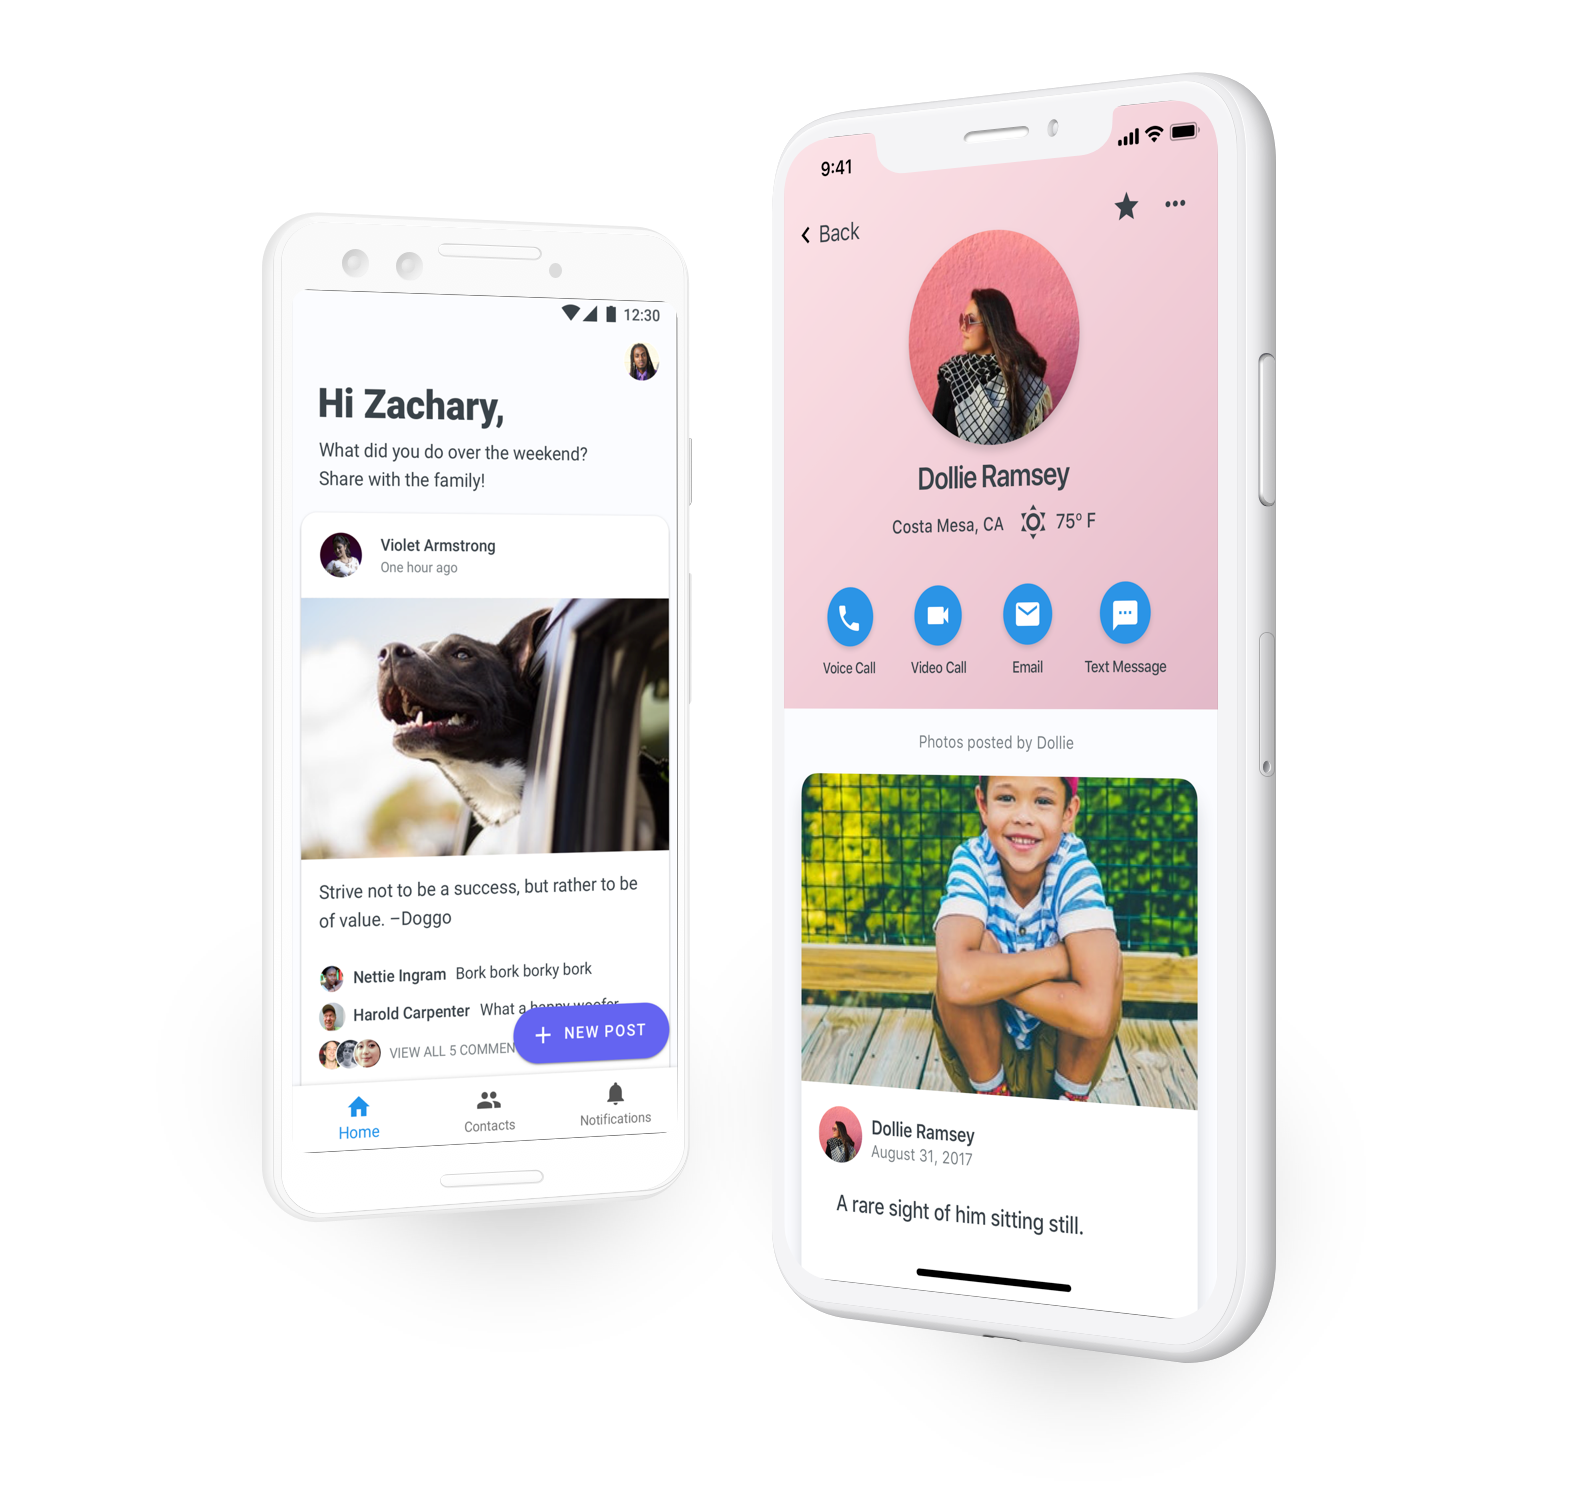 12:30
Hi Zachary,
What did you do over the weekend?
Share with the family!
Violet Armstrong
One hour ago
Strive not to be a success, but rather to be
of value. –Doggo
Nettie Ingram Bork bork borky bork
Harold Carpenter What a happy woofer
VIEW ALL 5 COMMEN
+ NEW POST
Home
Contacts
Notifications
9:41
Back
Dollie Ramsey
Costa Mesa, CA 75° F
Voice Call
Video Call
Email
Text Message
Photos posted by Dollie
Dollie Ramsey
August 31, 2017
A rare sight of him sitting still.